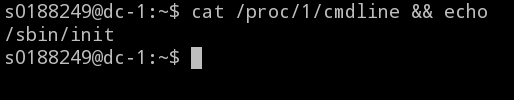 s0188249@dc-1:~$ cat /proc/1/cmdline && echo
/sbin/init
s0188249@dc-1:~$